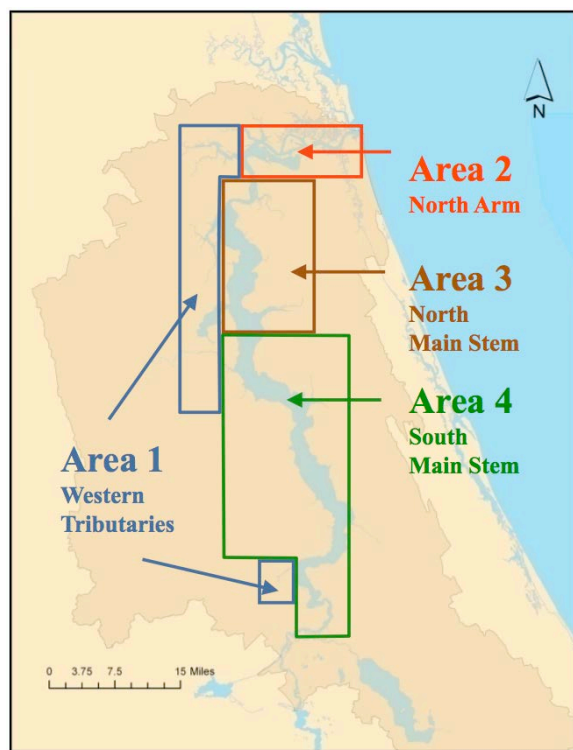 N
Area 2
North Arm
Area 3
North
Main Stem
Area 4
South
Main Stem
Area 1
Western
Tributaries
0 3.75 7.5 15 Miles